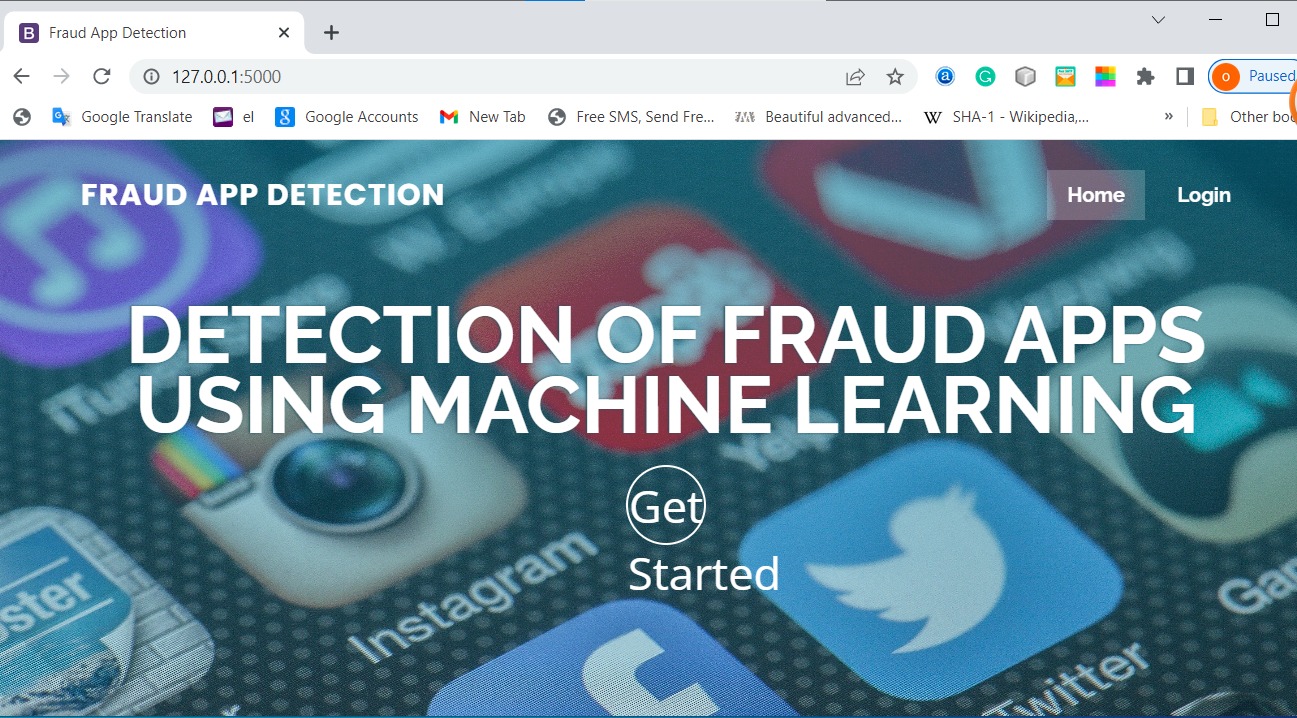 B Fraud App Detection
127.0.0.1:5000
a G Paused
Google Translate el Google Accounts New Tab Free SMS, Send Fre... Beautiful advanced... W SHA-1 - Wikipedia,... » Other boo
FRAUD APP DETECTION Home Login
DETECTION OF FRAUD APPS
USING MACHINE LEARNING
Get
Started
Yelp
Instagram
Twitter